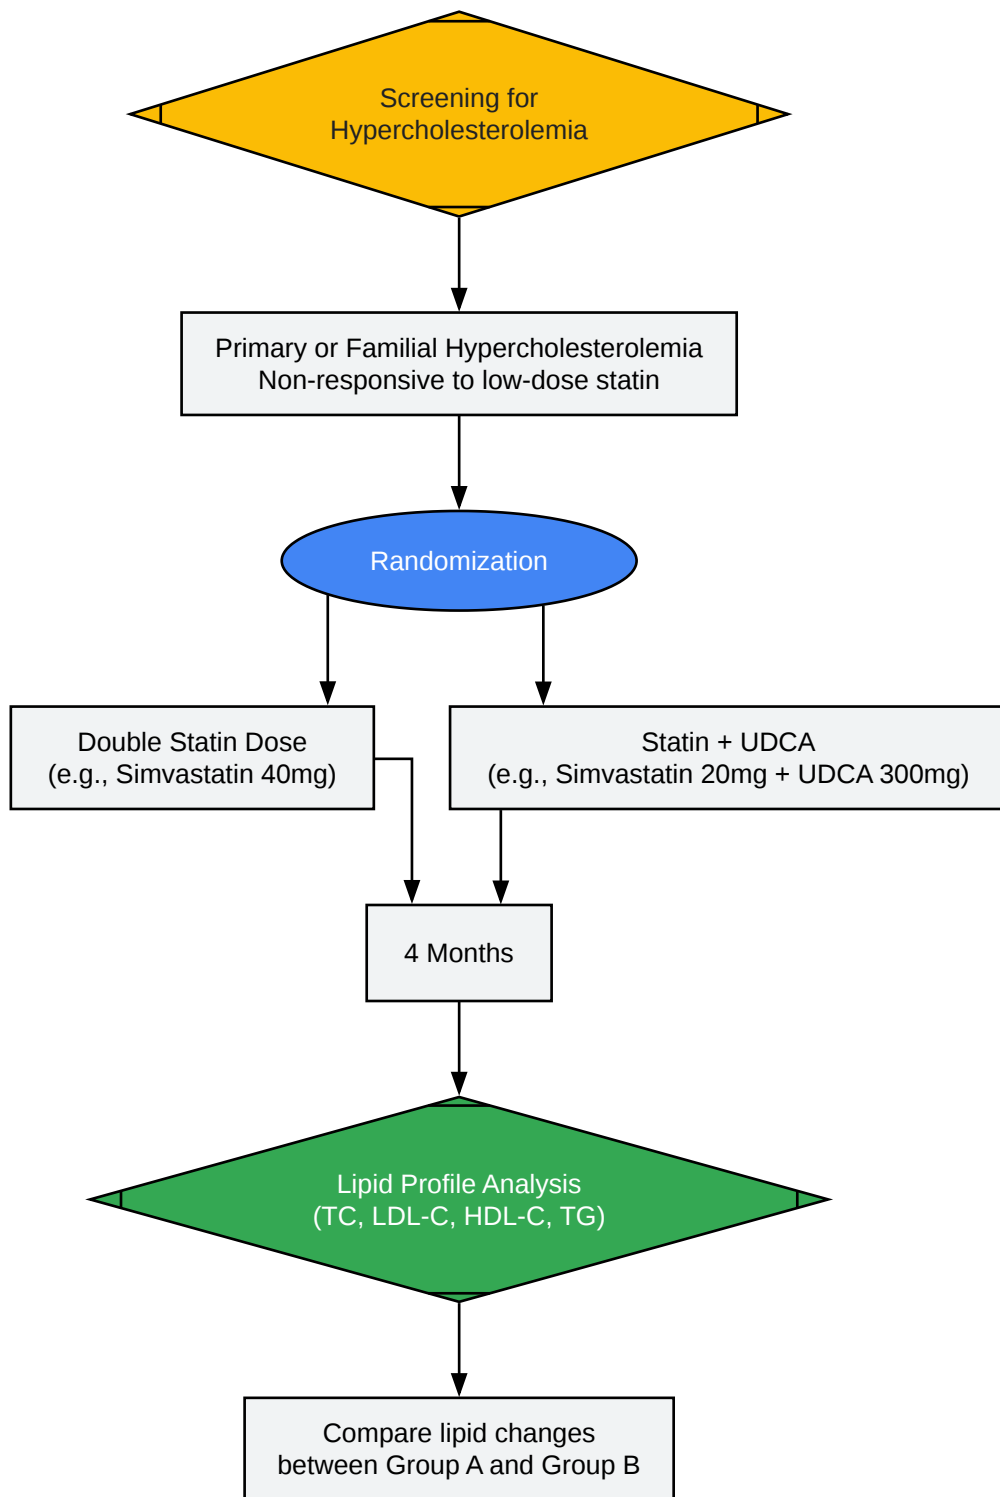 Screening for
Hypercholesterolemia
Primary or Familial Hypercholesterolemia
Non-responsive to low-dose statin
Randomization
Double Statin Dose
(e.g., Simvastatin 40mg)
Statin + UDCA
(e.g., Simvastatin 20mg + UDCA 300mg)
4 Months
Lipid Profile Analysis
(TC, LDL-C, HDL-C, TG)
Compare lipid changes
between Group A and Group B